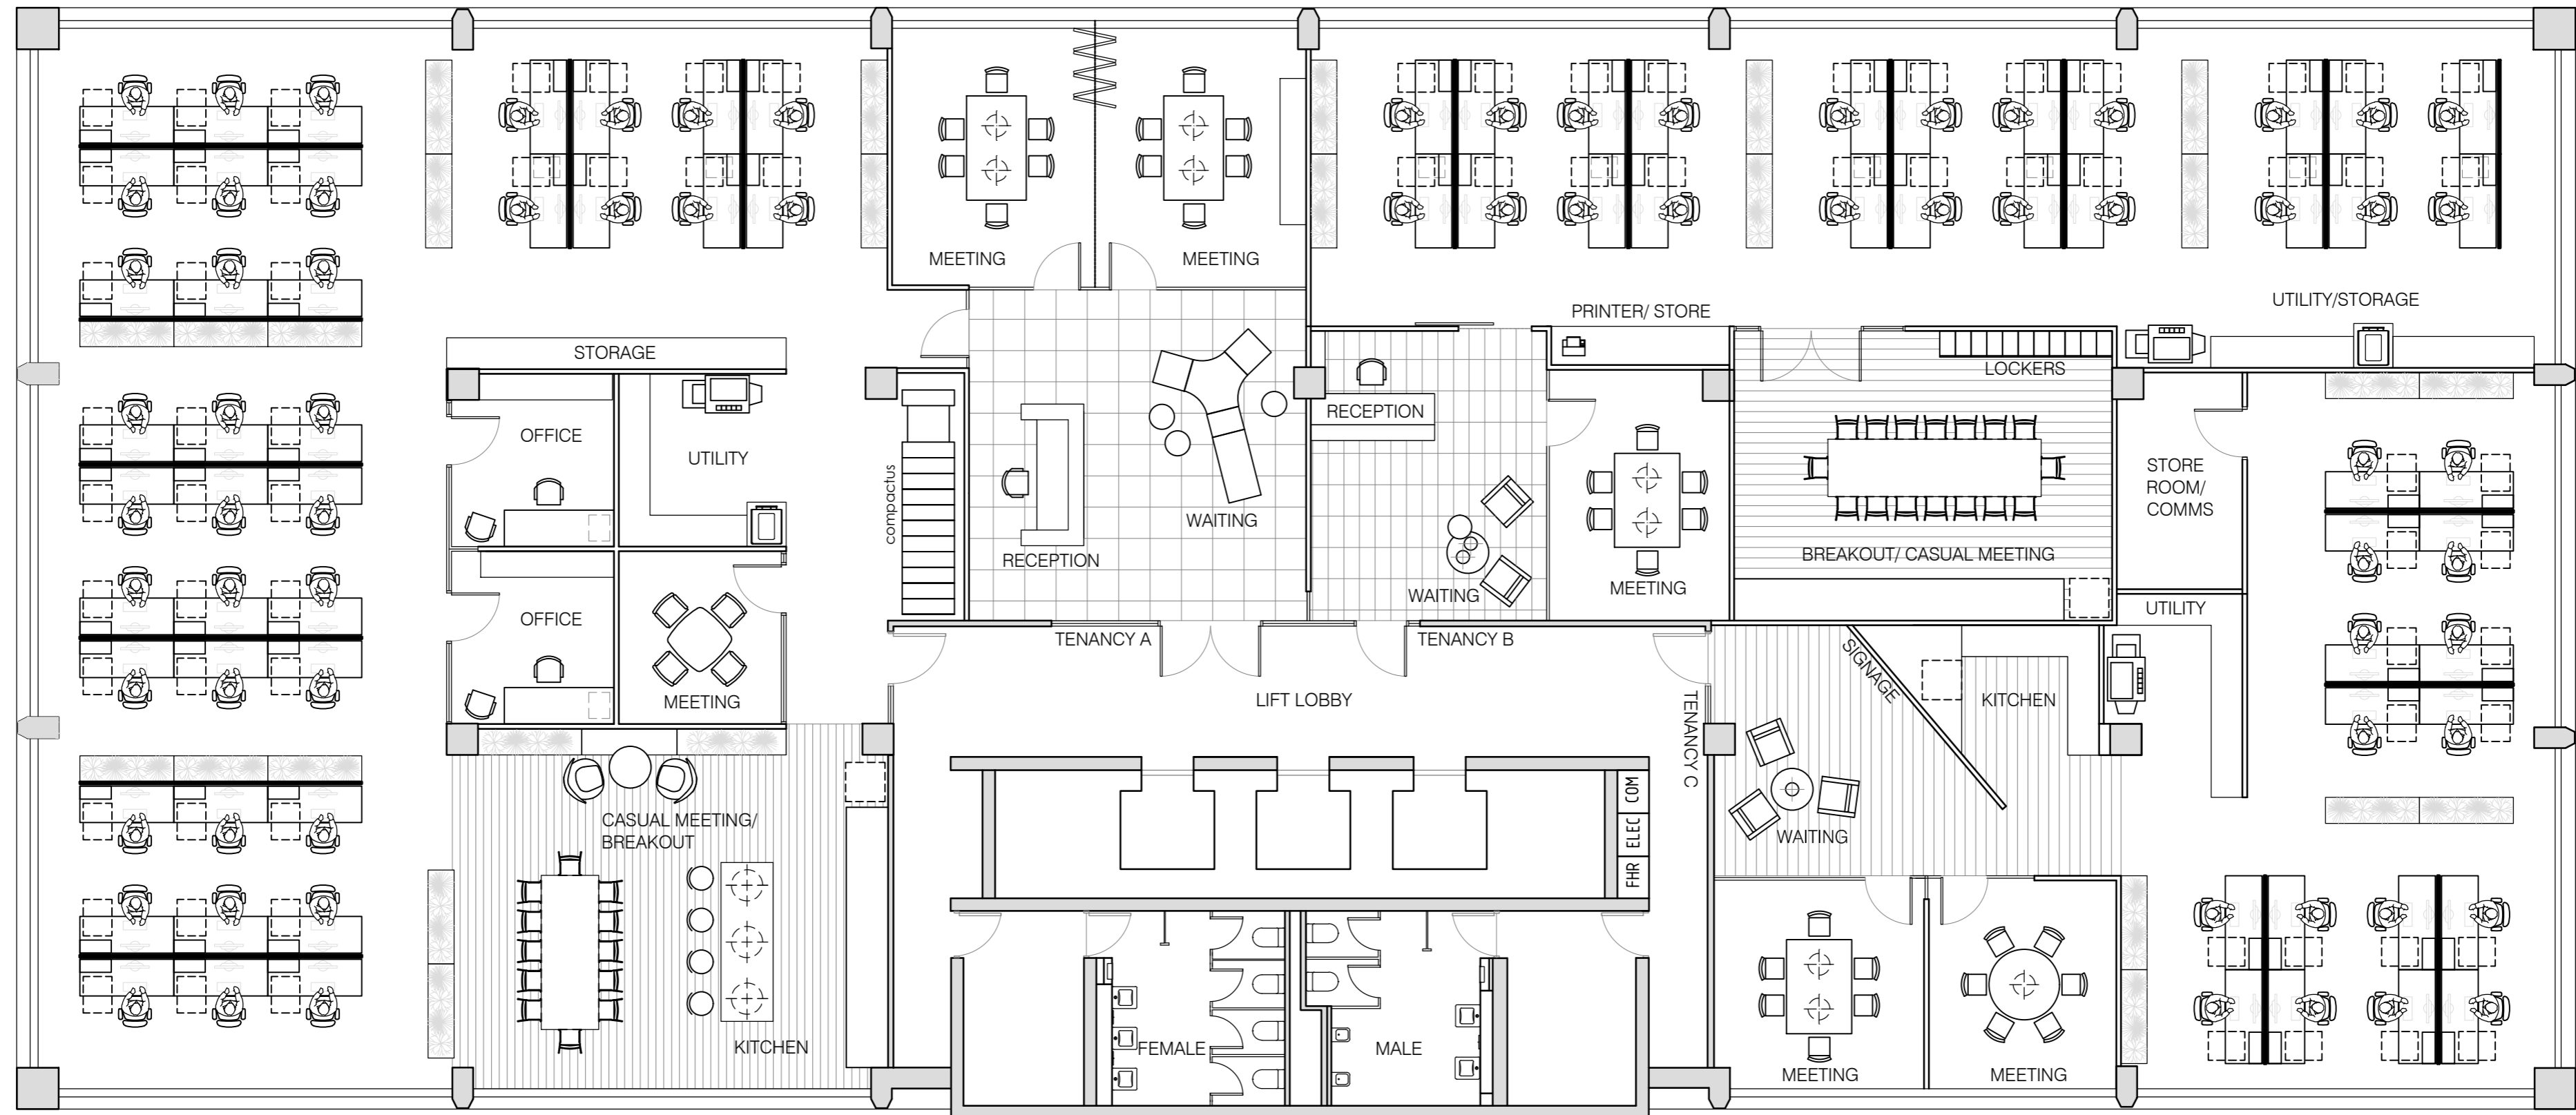 MEETING
MEETING
PRINTER/ STORE
UTILITY/STORAGE
STORAGE
LOCKERS
OFFICE
UTILITY
compactus
RECEPTION
WAITING
RECEPTION
STORE
ROOM/
COMMS
BREAKOUT/ CASUAL MEETING
WAITING
MEETING
OFFICE
MEETING
UTILITY
TENANCY A
TENANCY B
LIFT LOBBY
TENANCY C
SIGNAGE
KITCHEN
CASUAL MEETING/
BREAKOUT
WAITING
COM
ELEC
FHR
KITCHEN
FEMALE
MALE
MEETING
MEETING